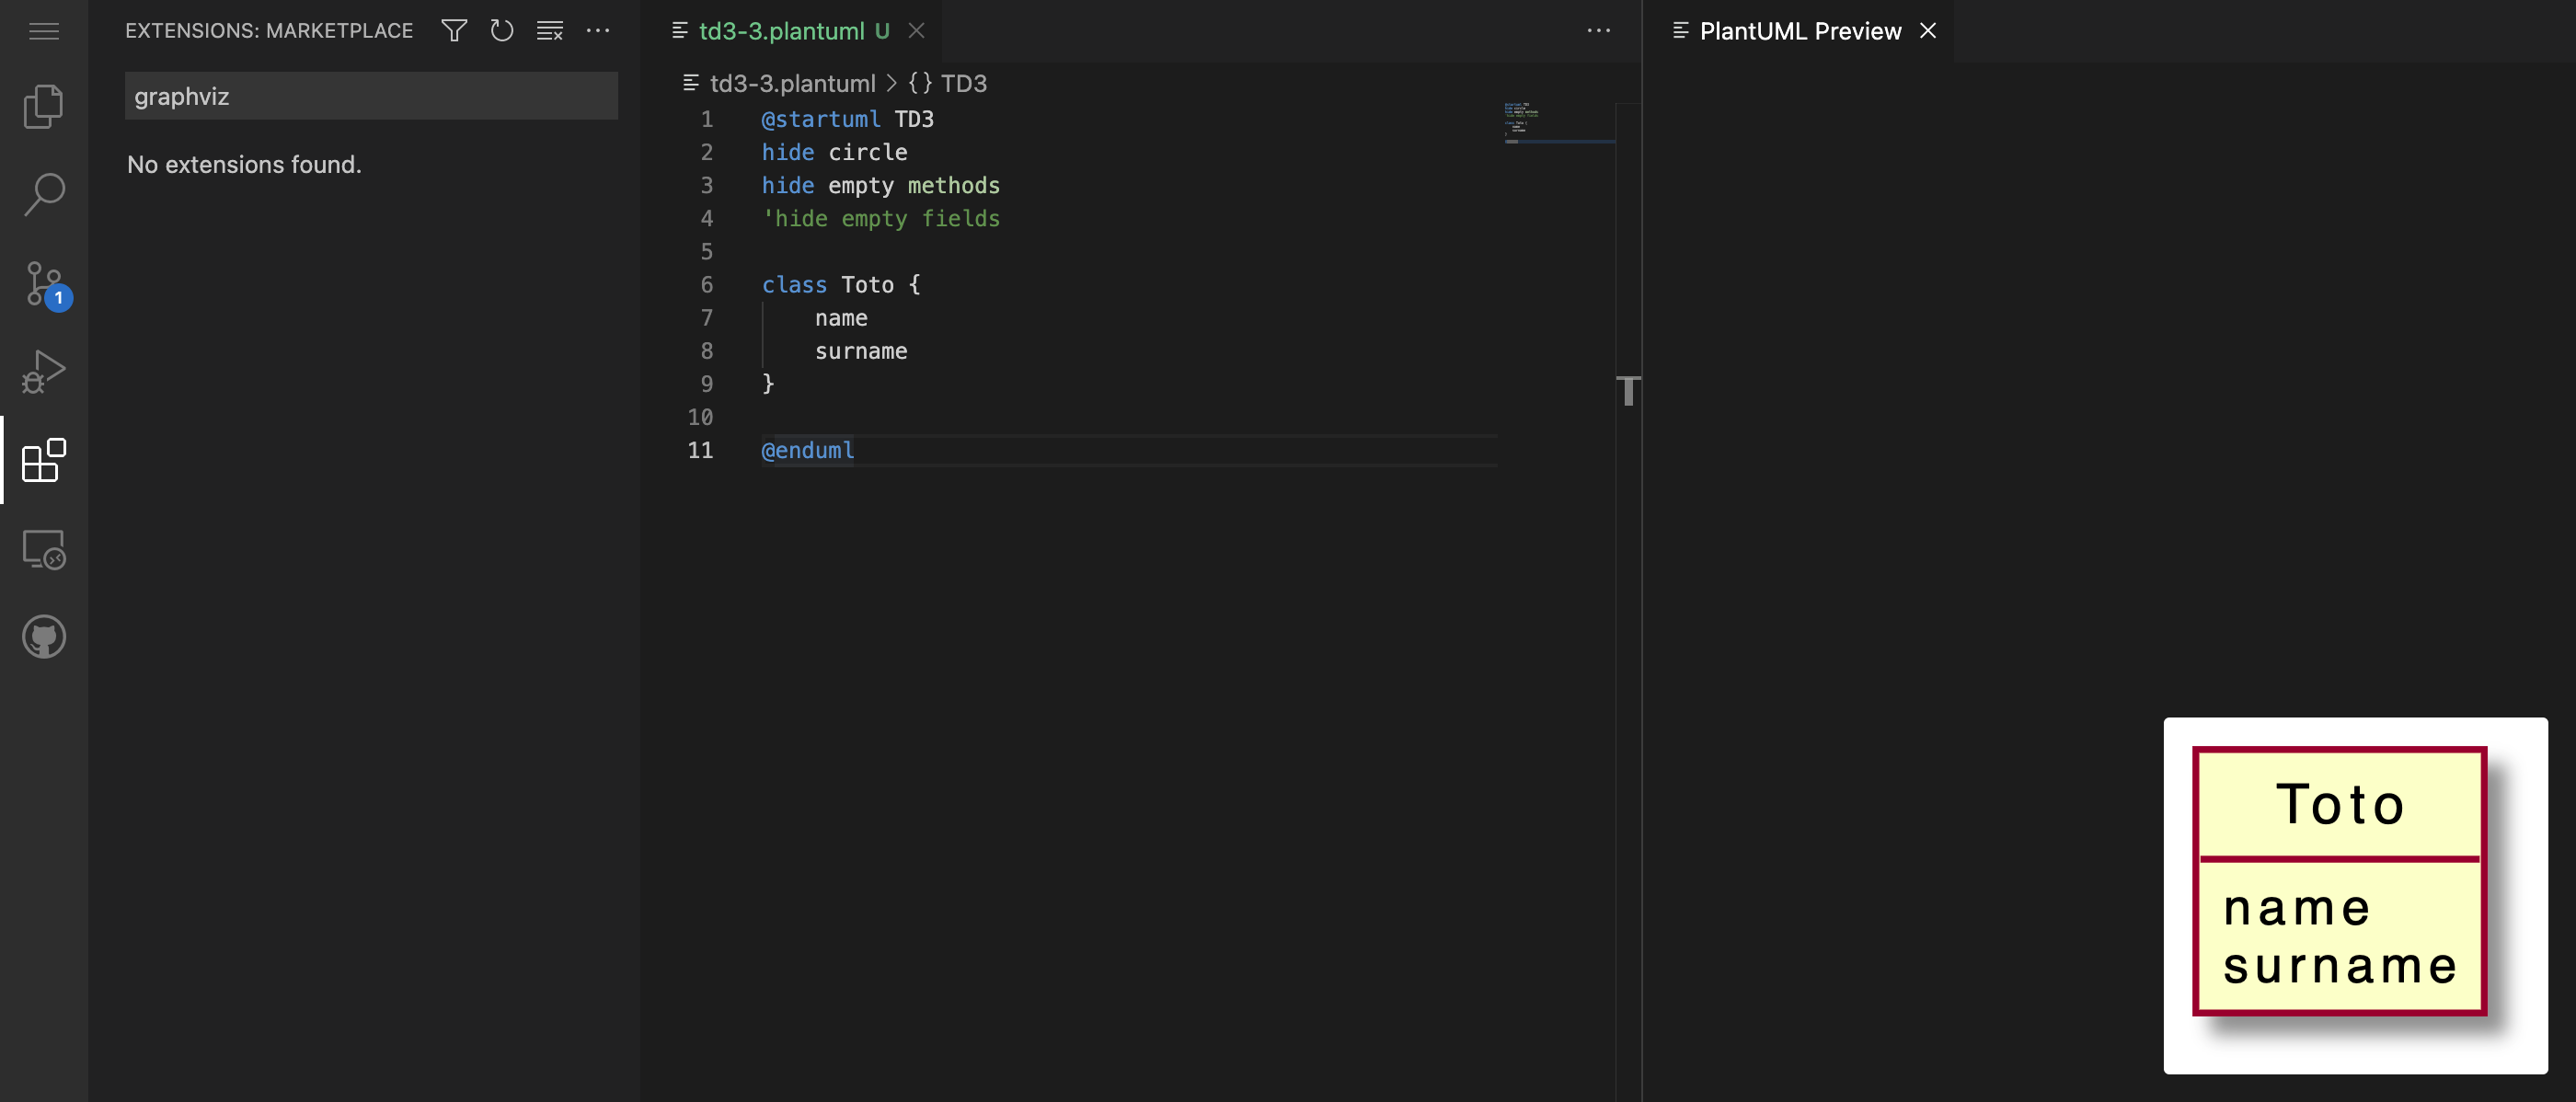 EXTENSIONS: MARKETPLACE
graphviz
No extensions found.
1
td3-3.plantuml U
td3-3.plantuml > {} TD3
1 @startuml TD3
2 hide circle
3 hide empty methods
4 'hide empty fields
5
6 class Toto {
7 name
8 surname
9 }
10
11 @enduml
PlantUML Preview
Toto
name
surname